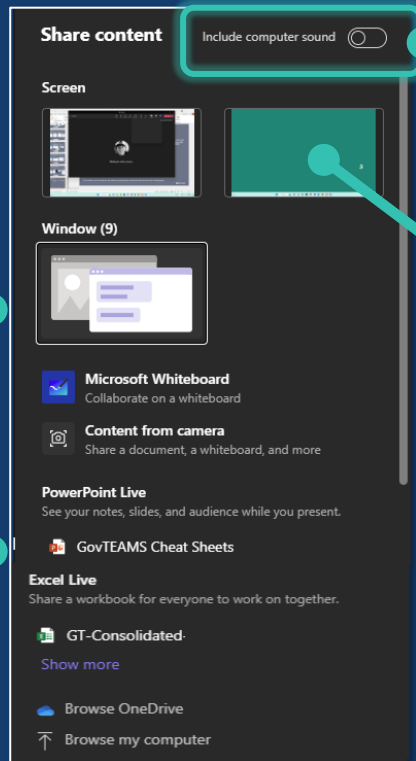 Share content
Include computer sound
Screen
Window (9)
Microsoft Whiteboard
Collaborate on a whiteboard
Content from camera
Share a document, a whiteboard, and more
PowerPoint Live
See your notes, slides, and audience while you present.
GovTEAMS Cheat Sheets
Excel Live
Share a workbook for everyone to work on together.
GT-Consolidated-
Show more
Browse OneDrive
Browse my computer